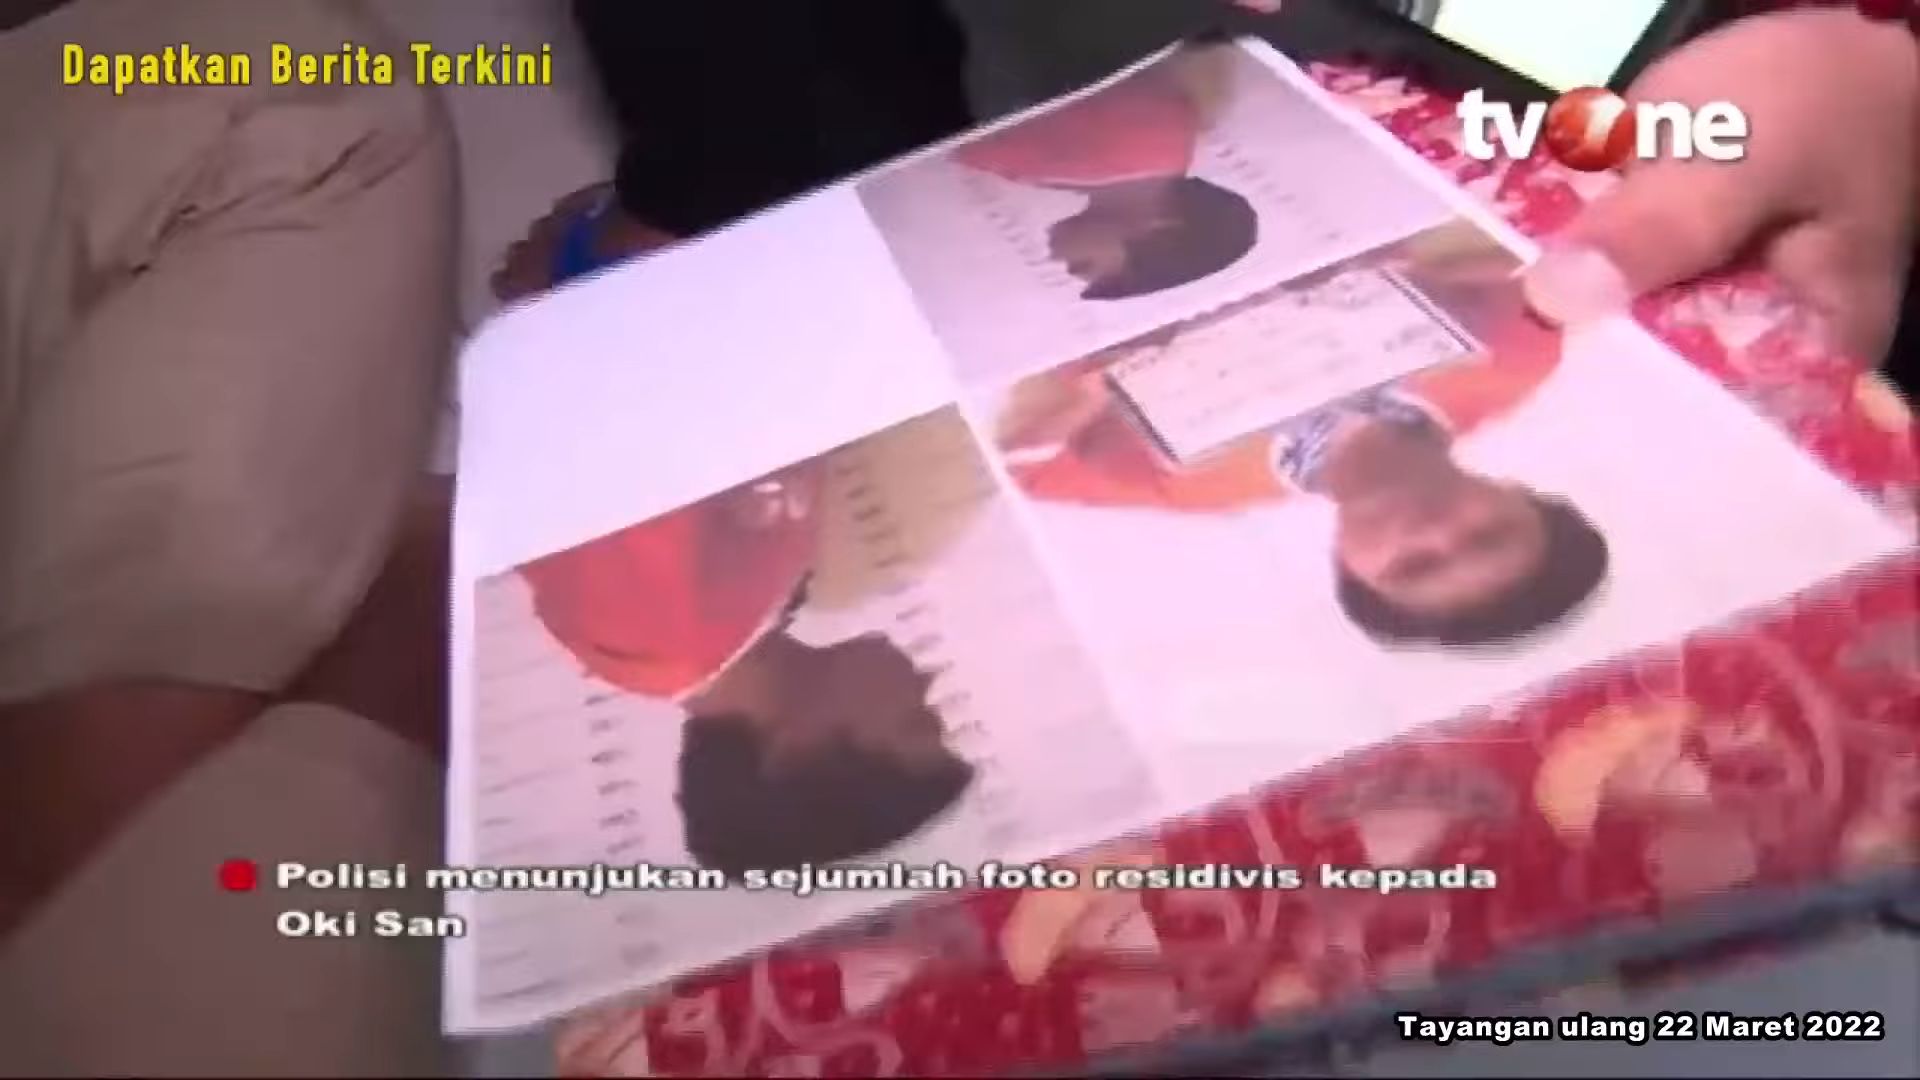 Dapatkan Berita Terkini
tvOne
Polisi menunjukan sejumlah foto residivis kepada
Oki San
Tayangan ulang 22 Maret 2022